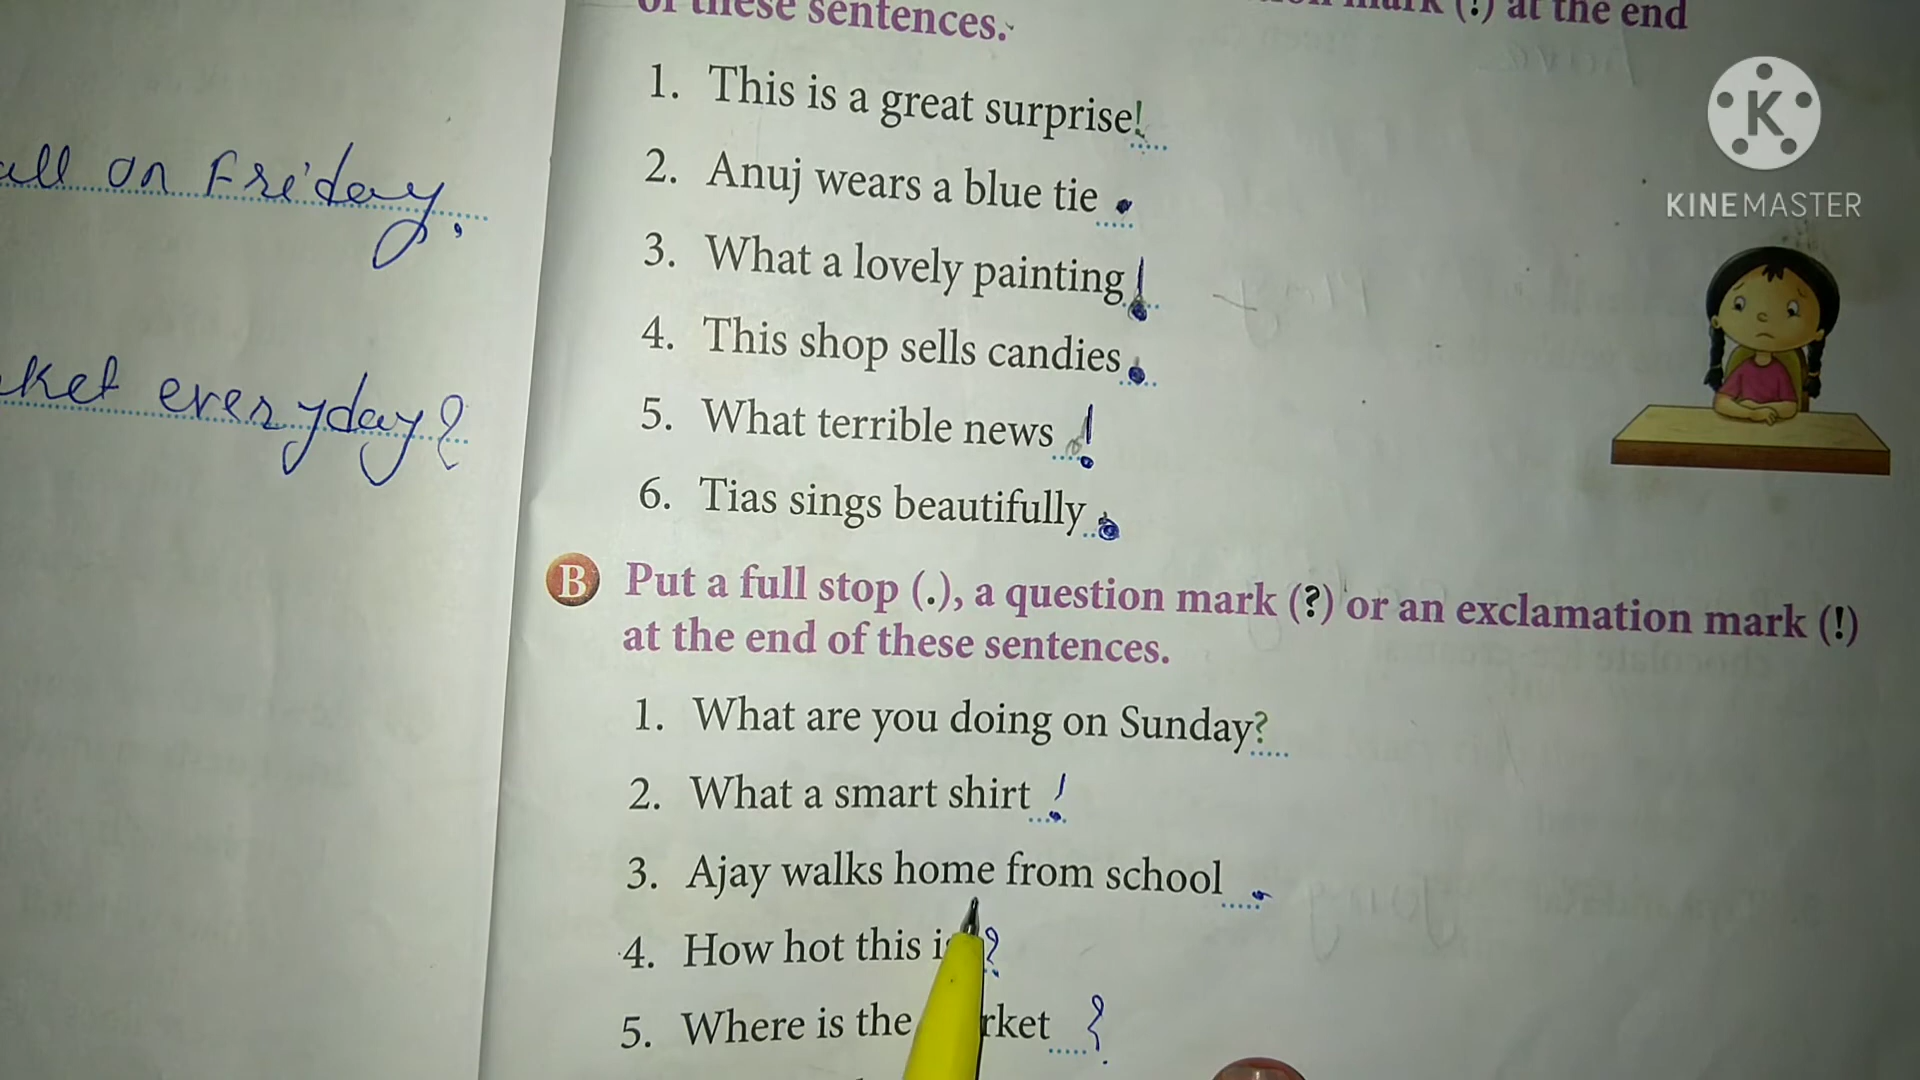 of these sentences.
mark (!) at the end
1. This is a great surprise!
2. Anuj wears a blue tie.
3. What a lovely painting!
4. This shop sells candies.
5. What terrible news!
6. Tias sings beautifully.
B Put a full stop (.), a question mark (?) or an exclamation mark (!)
at the end of these sentences.
1. What are you doing on Sunday?
2. What a smart shirt!
3. Ajay walks home from school.
4. How hot this ?
5. Where is the ?
on Friday.
everyday?
K
KINEMASTER